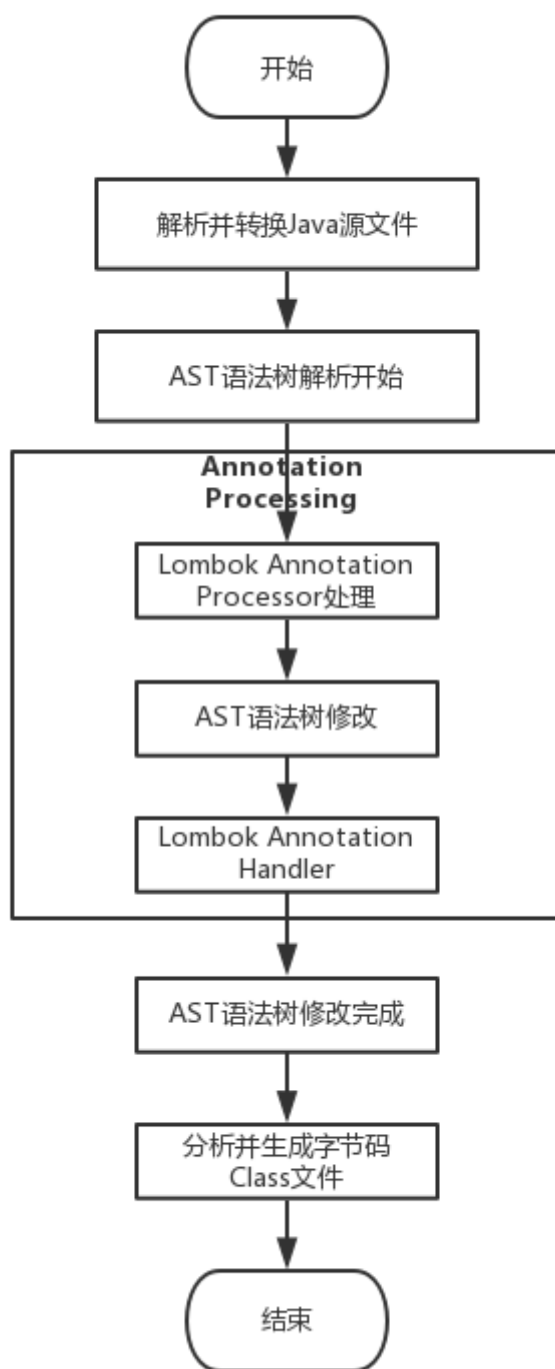 开始
解析并转换Java源文件
AST语法树解析开始
Annotation
Processing
Lombok Annotation
Processor处理
AST语法树修改
Lombok Annotation
Handler
AST语法树修改完成
分析并生成字节码
Class文件
结束